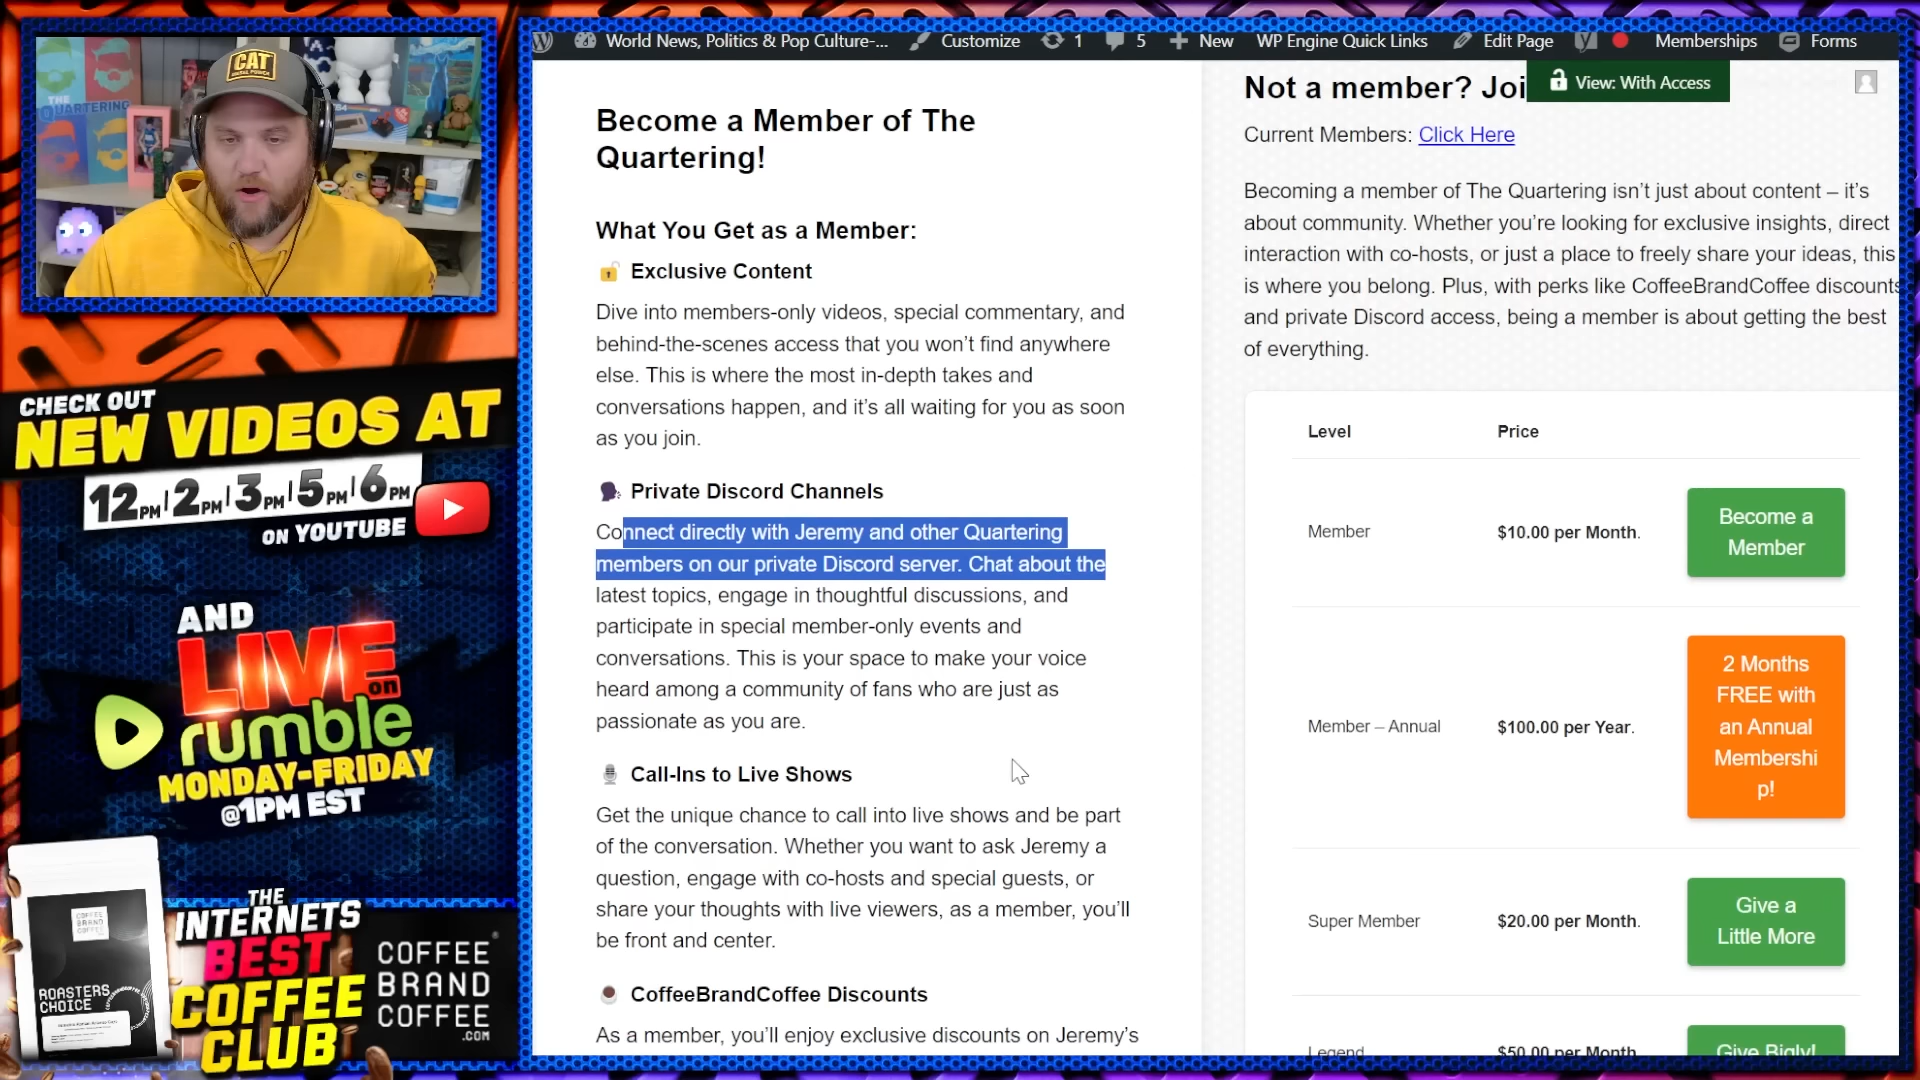 CAT
DIESEL POWER
THE
QUARTERING
CHECK OUT
NEW VIDEOS AT
12PM | 2PM | 3PM | 5PM | 6PM
ON YOUTUBE
AND
LIVE
on
rumble
MONDAY-FRIDAY
@1PM EST
THE
INTERNETS
BEST
COFFEE
CLUB
COFFEE
BRAND
COFFEE
ROASTERS
CHOICE
COFFEE
BRAND
COFFEE
.COM
World News, Politics & Pop Culture-...
Customize
1
5
New
WP Engine Quick Links
Edit Page
Memberships
Forms
Become a Member of The
Quartering!
What You Get as a Member:
Exclusive Content
Dive into members-only videos, special commentary, and
behind-the-scenes access that you won’t find anywhere
else. This is where the most in-depth takes and
conversations happen, and it’s all waiting for you as soon
as you join.
Private Discord Channels
Connect directly with Jeremy and other Quartering
members on our private Discord server. Chat about the
latest topics, engage in thoughtful discussions, and
participate in special member-only events and
conversations. This is your space to make your voice
heard among a community of fans who are just as
passionate as you are.
Call-Ins to Live Shows
Get the unique chance to call into live shows and be part
of the conversation. Whether you want to ask Jeremy a
question, engage with co-hosts and special guests, or
share your thoughts with live viewers, as a member, you’ll
be front and center.
CoffeeBrandCoffee Discounts
As a member, you’ll enjoy exclusive discounts on Jeremy’s
Not a member? Joi
View: With Access
Current Members: Click Here
Becoming a member of The Quartering isn’t just about content – it’s
about community. Whether you’re looking for exclusive insights, direct
interaction with co-hosts, or just a place to freely share your ideas, this
is where you belong. Plus, with perks like CoffeeBrandCoffee discounts
and private Discord access, being a member is about getting the best
of everything.
Level Price
Member $10.00 per Month. Become a
Member
Member – Annual $100.00 per Year. 2 Months
FREE with
an Annual
Membershi
p!
Super Member $20.00 per Month. Give a
Little More
Legend $50.00 per Month. Give Bigly!